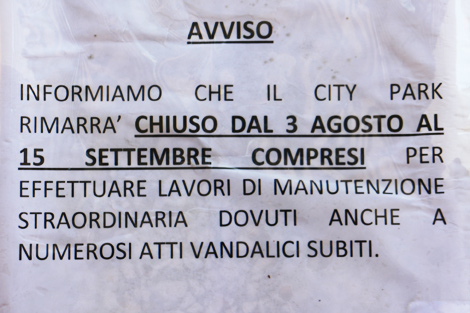 AVVISO
INFORMIAMO CHE IL CITY PARK
RIMARRA’ CHIUSO DAL 3 AGOSTO AL
15 SETTEMBRE COMPRESI PER
EFFETTUARE LAVORI DI MANUTENZIONE
STRAORDINARIA DOVUTI ANCHE A
NUMEROSI ATTI VANDALICI SUBITI.